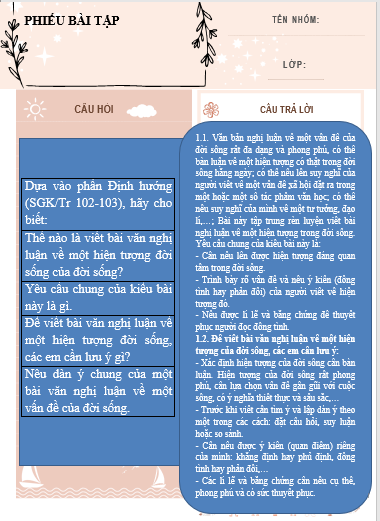 PHIẾU BÀI TẬP
TÊN NHÓM:
LỚP:
CÂU HỎI
CÂU TRẢ LỜI
Dựa vào phần Định hướng
(SGK/Tr 102-103), hãy cho
biết:
Thế nào là viết bài văn nghị
luận về một hiện tượng đời
sống của đời sống?
Yêu cầu chung của kiểu bài
này là gì.
Để viết bài văn nghị luận về
một hiện tượng đời sống,
các em cần lưu ý gì?
Nêu dàn ý chung của một
bài văn nghị luận về một
vấn đề của đời sống.
1.1. Văn bản nghị luận về một vấn đề của
đời sống rất đa dạng và phong phú, có thể
bàn luận về một hiện tượng có thật trong đời
sống hằng ngày; có thể nêu lên suy nghĩ của
người viết về một vấn đề xã hội đặt ra trong
một hoặc một số tác phẩm văn học; có thể
nêu suy nghĩ của mình về một tư tưởng, đạo
lí,…; Bài này tập trung rèn luyện viết bài
nghị luận về một hiện tượng trong đời sống.
Yêu cầu chung của kiểu bài này là:
- Cần nêu lên được hiện tượng đáng quan
tâm trong đời sống.
- Trình bày rõ vấn đề và nêu ý kiến (đồng
tình hay phản đối) của người viết về hiện
tượng đó.
- Nêu được lí lẽ và bằng chứng để thuyết
phục người đọc đồng tình.
1.2. Để viết bài văn nghị luận về một hiện
tượng của đời sống, các em cần lưu ý:
- Xác định hiện tượng của đời sống cần bàn
luận. Hiện tượng của đời sống rất phong
phú, cần lựa chọn vấn đề gần gũi với cuộc
sống, có ý nghĩa thiết thực và sâu sắc,…
- Trước khi viết cần tìm ý và lập dàn ý theo
một trong các cách: đặt câu hỏi, suy luận
hoặc so sánh.
- Cần nêu được ý kiến (quan điểm) riêng
của mình: khẳng định hay phủ định, đồng
tình hay phản đối,…
- Các lí lẽ và bằng chứng cần nêu cụ thể,
phong phú và có sức thuyết phục.